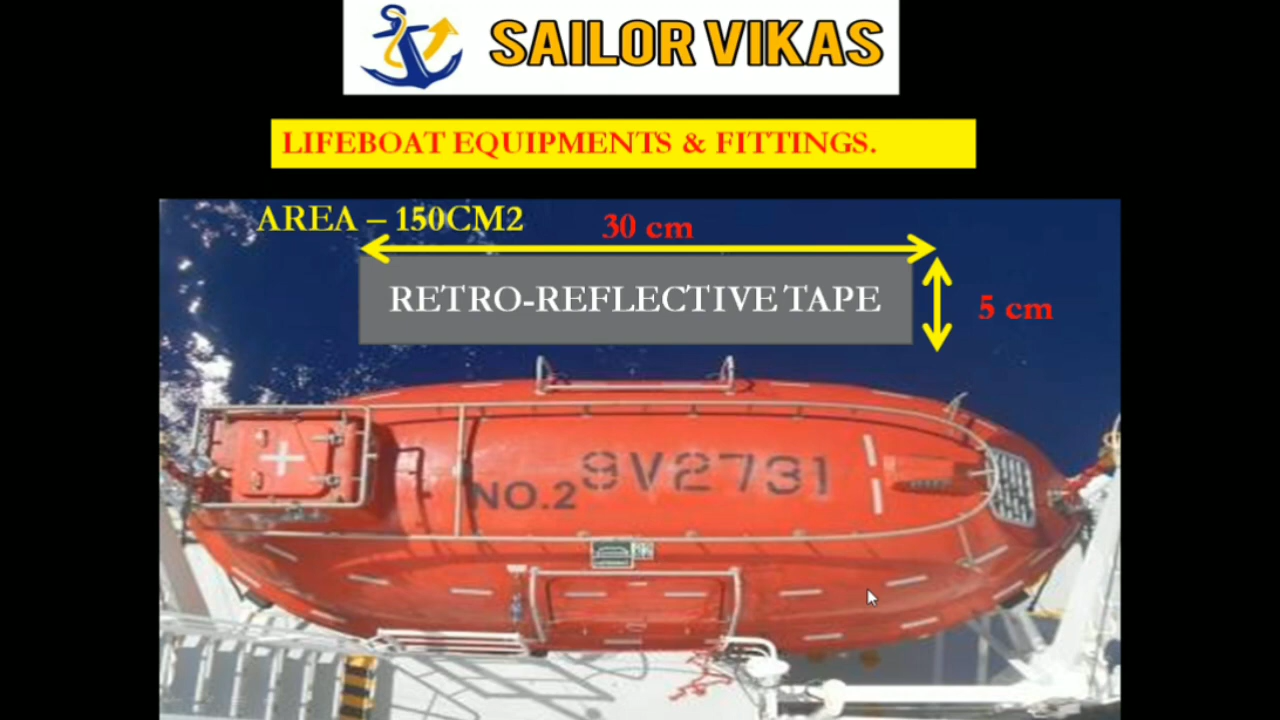 SAILOR VIKAS
LIFEBOAT EQUIPMENTS & FITTINGS.
AREA – 150CM2
30 cm
RETRO-REFLECTIVE TAPE
5 cm
9V2731
NO.2